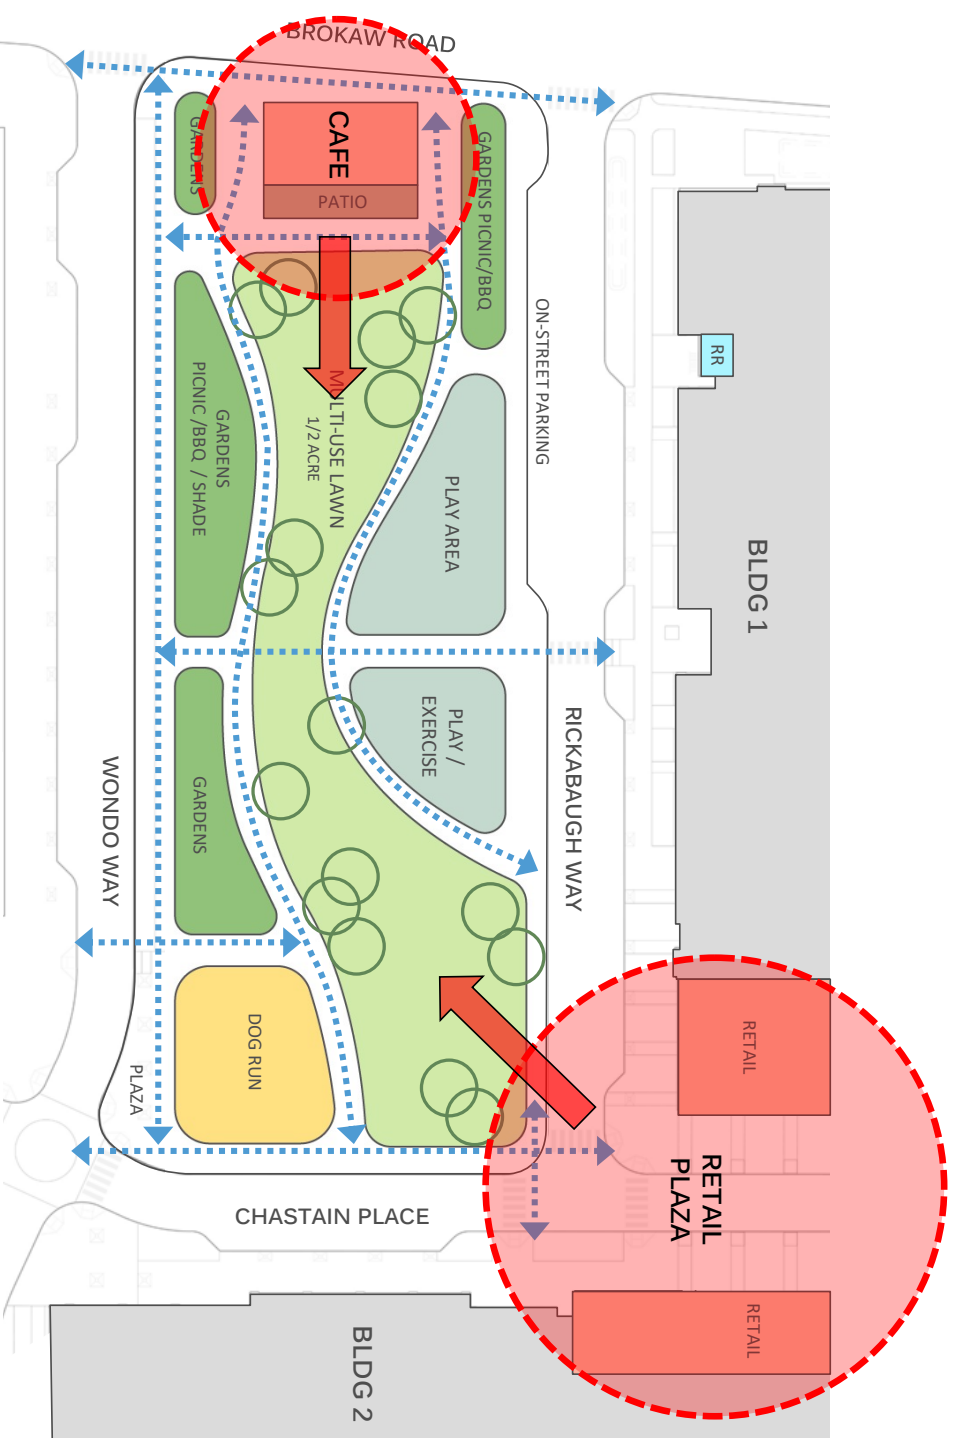 BROKAW ROAD
CAFE
PATIO
GARDENS
GARDENS PICNIC/BBQ
ON-STREET PARKING
RR
MULTI-USE LAWN
1/2 ACRE
GARDENS
PICNIC /BBQ / SHADE
PLAY AREA
BLDG 1
PLAY /
EXERCISE
RICKABAUGH WAY
WONDO WAY
GARDENS
DOG RUN
PLAZA
RETAIL
RETAIL
PLAZA
CHASTAIN PLACE
RETAIL
BLDG 2